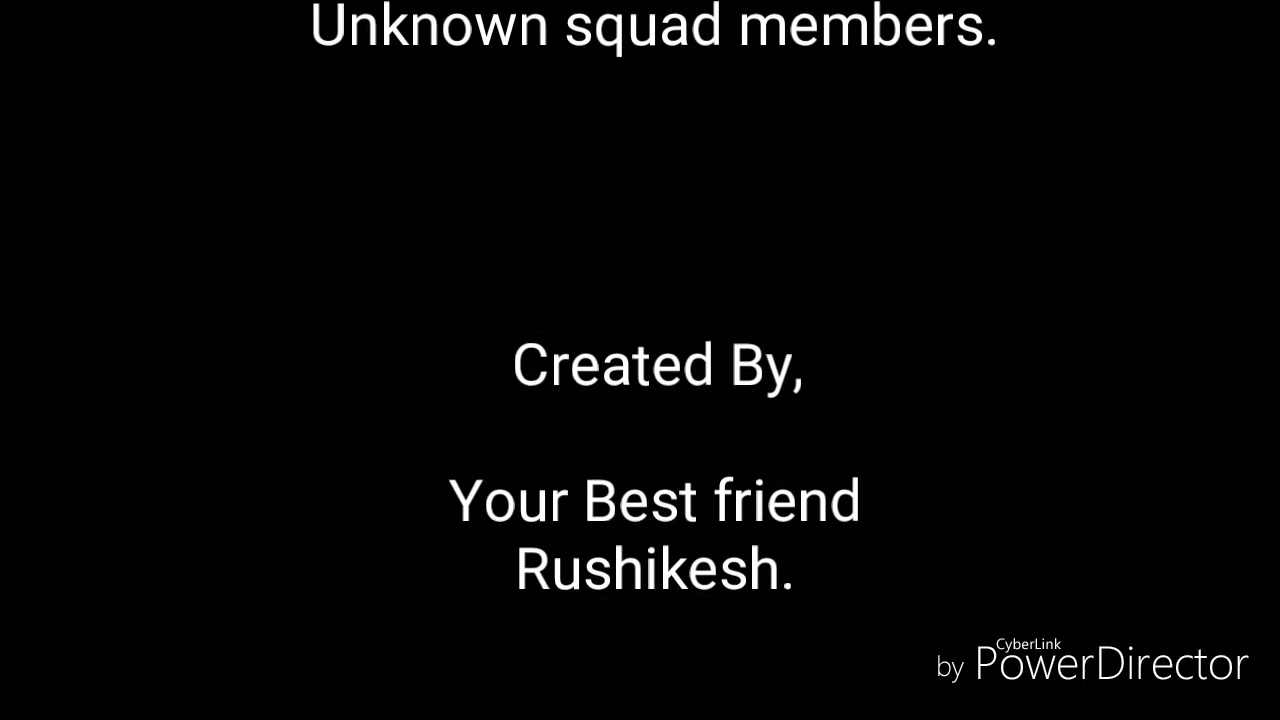 Unknown squad members.
Created By,
Your Best friend
Rushikesh.
CyberLink
by PowerDirector